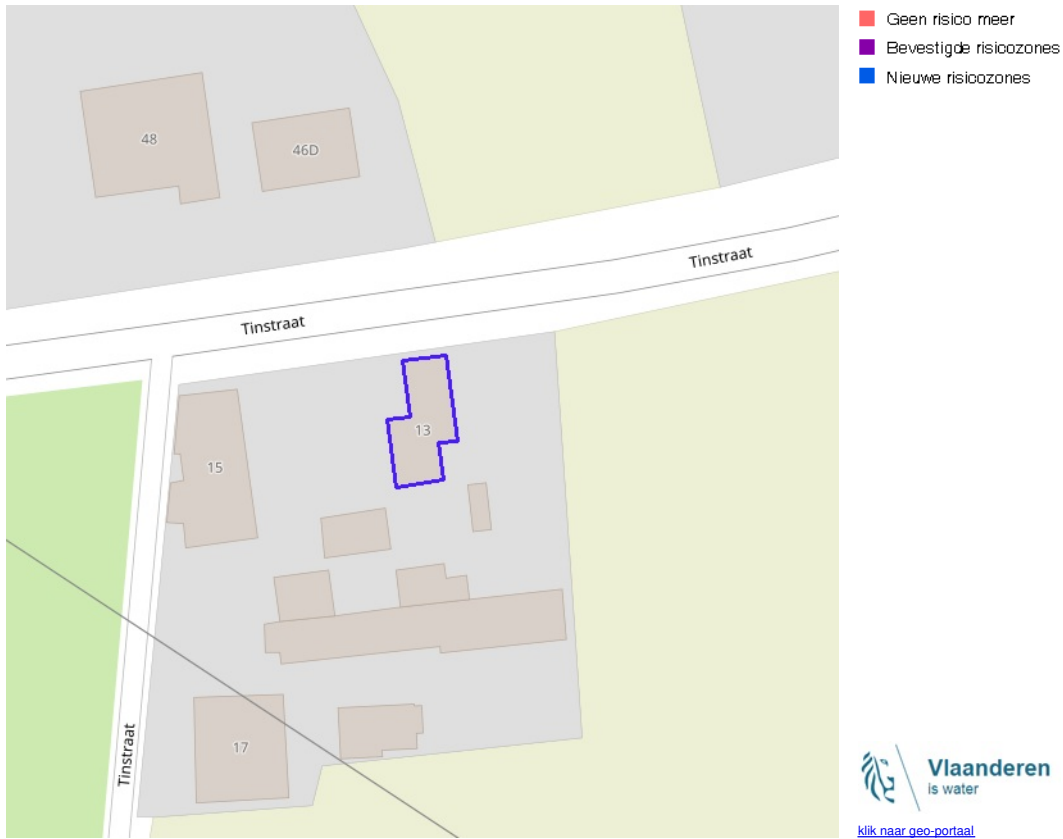 Geen risico meer
Bevestigde risicozones
Nieuwe risicozones
48
46D
Tinstraat
Tinstraat
13
15
17
Tinstraat
Vlaanderen
is water
klik naar geo-portaal